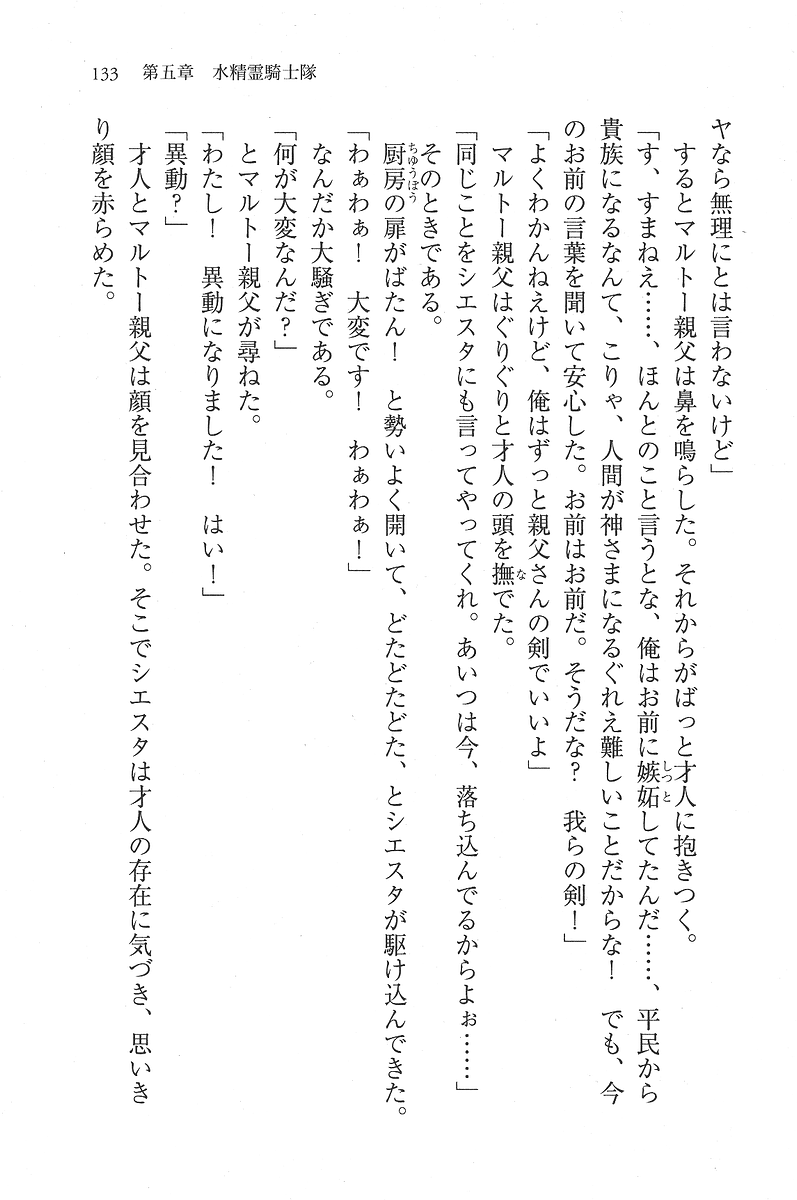 133　第五章　水精霊騎士隊
ヤなら無理にとは言わないけど」
　するとマルトー親父は鼻を鳴らした。それからがばっと才人に抱きつく。
「す、すまねえ……、ほんとのこと言うとな、俺はお前に嫉妬してたんだ……、平民から
貴族になるなんて、こりゃ、人間が神さまになるぐれえ難しいことだからな！　でも、今
のお前の言葉を聞いて安心した。お前はお前だ。そうだな？　我らの剣！」
「よくわかんねえけど、俺はずっと親父さんの剣でいいよ」
　マルトー親父はぐりぐりと才人の頭を撫でた。
「同じことをシエスタにも言ってやってくれ。あいつは今、落ち込んでるからよぉ……」
　そのときである。
　厨房の扉がばたん！　と勢いよく開いて、どたどたどた、とシエスタが駆け込んできた。
「わぁわぁ！　大変です！　わぁわぁ！」
　なんだか大騒ぎである。
「何が大変なんだ？」
　とマルトー親父が尋ねた。
「わたし！　異動になりました！　はい！」
「異動？」
　才人とマルトー親父は顔を見合わせた。そこでシエスタは才人の存在に気づき、思いき
り顔を赤らめた。